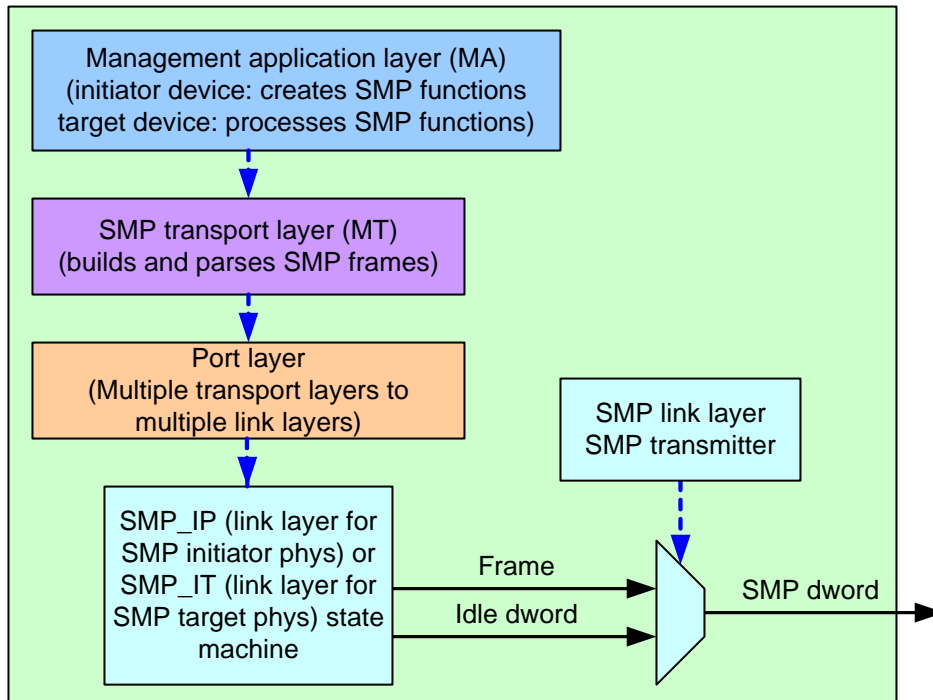 Management application layer (MA)
(initiator device: creates SMP functions
target device: processes SMP functions)
SMP transport layer (MT)
(builds and parses SMP frames)
Port layer
(Multiple transport layers to
multiple link layers)
SMP link layer
SMP transmitter
SMP_IP (link layer for
SMP initiator phys) or
SMP_IT (link layer for
SMP target phys) state
machine
Frame
Idle dword
SMP dword